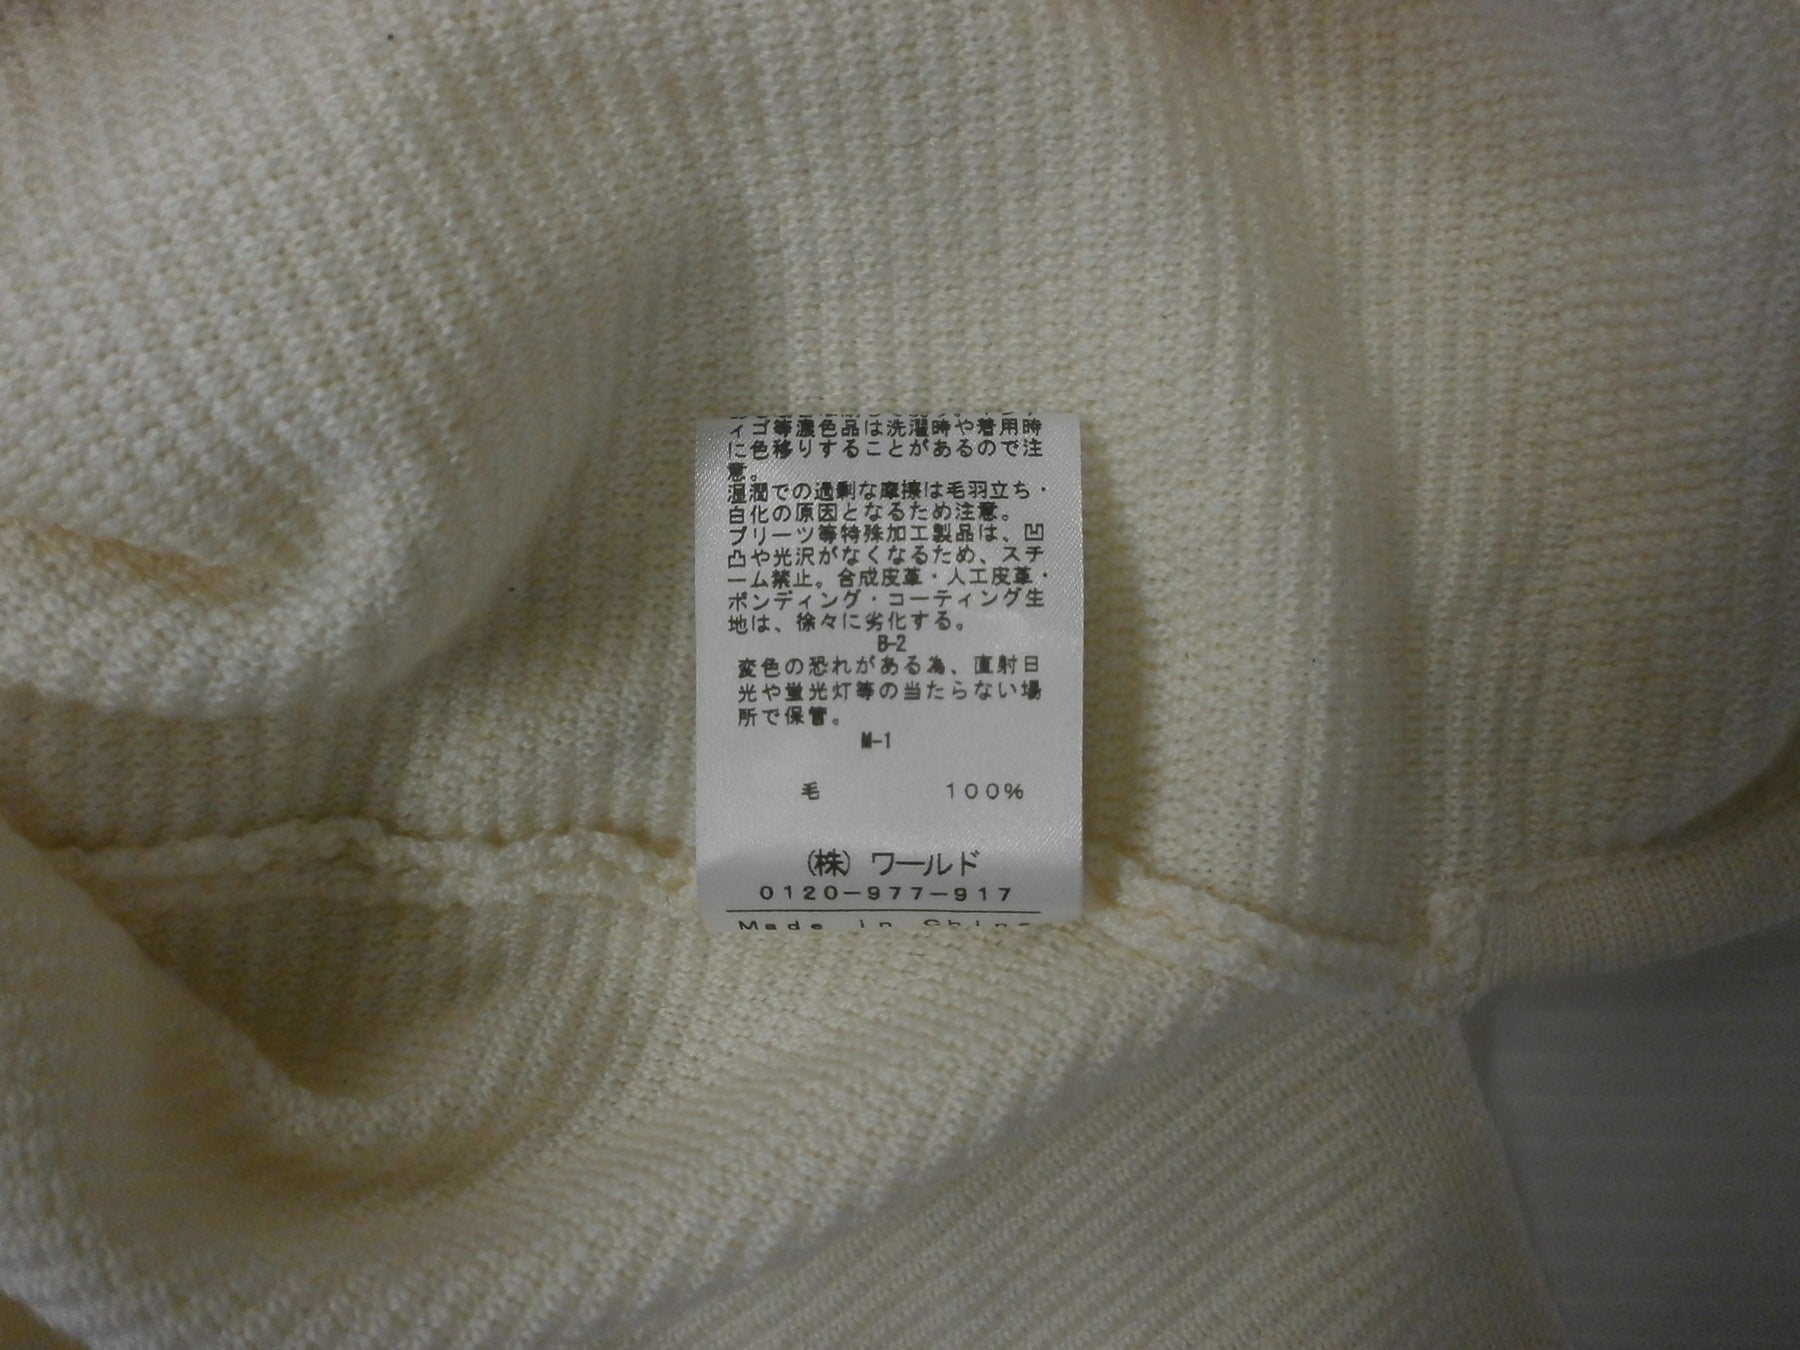 ィゴ等濃色品は洗濯時や着用時
に色移りすることがあるので注
意。
湿潤での過剰な摩擦は毛羽立ち・
白化の原因となるため注意。
プリーツ等特殊加工製品は、凹
凸や光沢がなくなるため、スチ
ーム禁止。合成皮革・人工皮革・
ボンディング・コーティング生
地は、徐々に劣化する。
B-2
変色の恐れがある為、直射日
光や蛍光灯等の当たらない場
所で保管。
M-1
毛 100%
(株) ワールド
0120-977-917
Made in China